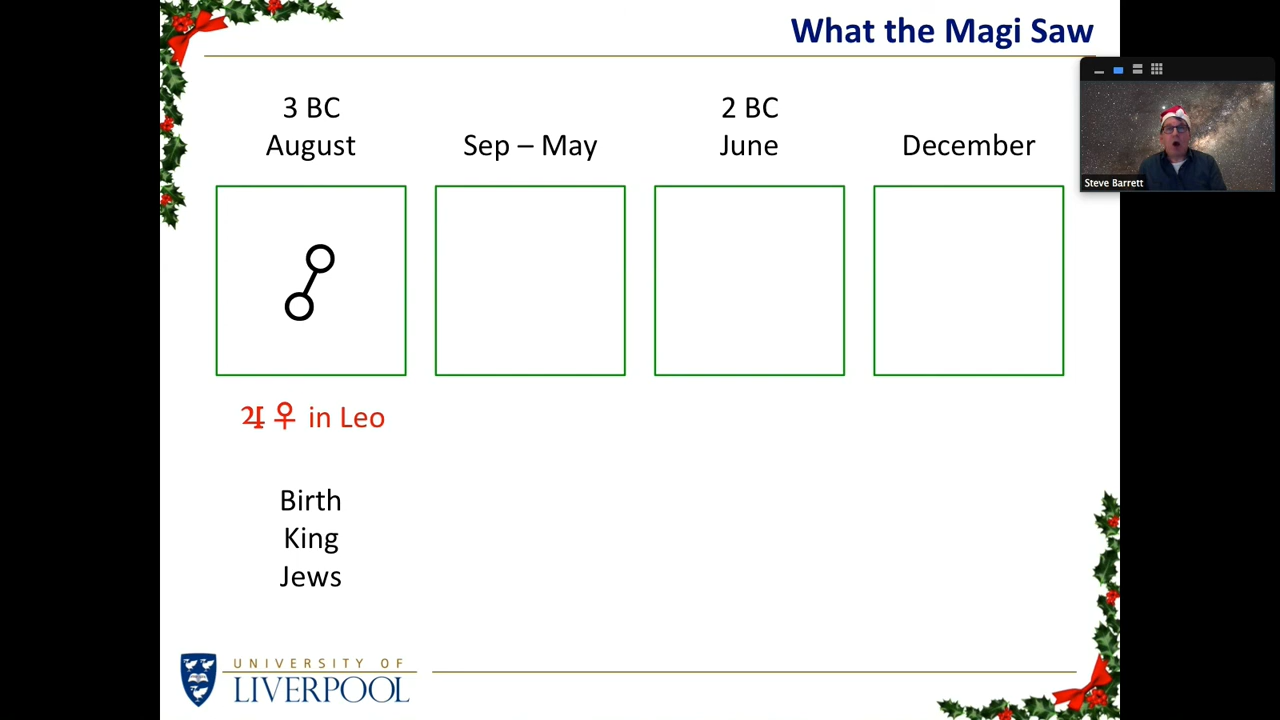 What the Magi Saw
3 BC
August
Sep – May
2 BC
June
December
Steve Barrett
♃ ♀ in Leo
Birth
King
Jews
UNIVERSITY OF
LIVERPOOL